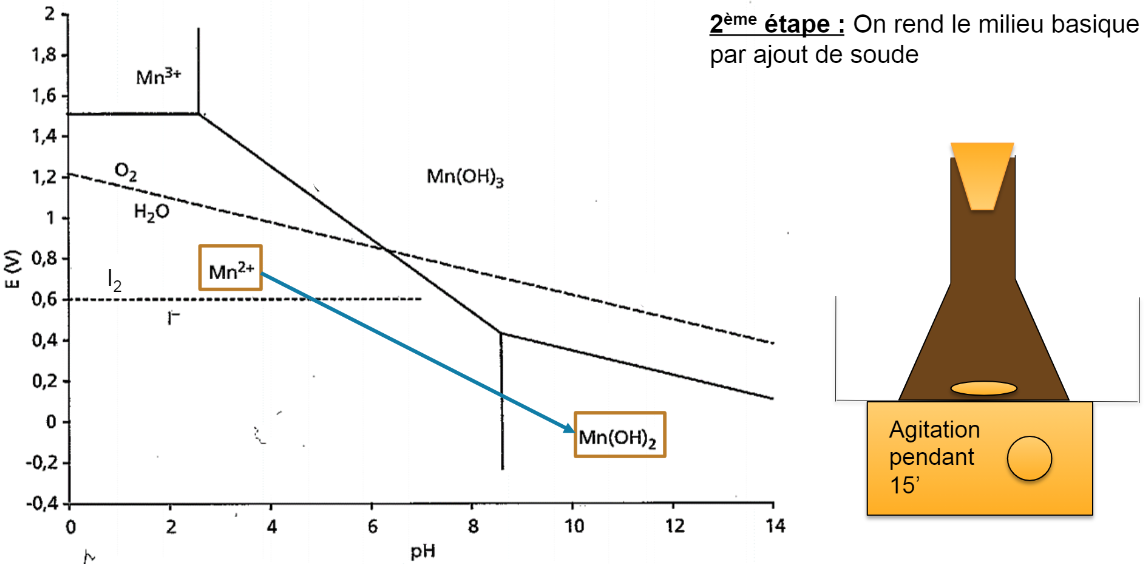 2ème étape : On rend le milieu basique
par ajout de soude
E (V)
2
1,8
1,6
1,4
1,2
1
0,8
0,6
0,4
0,2
0
-0,2
-0,4
Mn3+
O2
H2O
Mn(OH)3
Mn2+
I2
I-
Mn(OH)2
0 2 4 6 8 10 12 14
pH
Agitation
pendant
15’